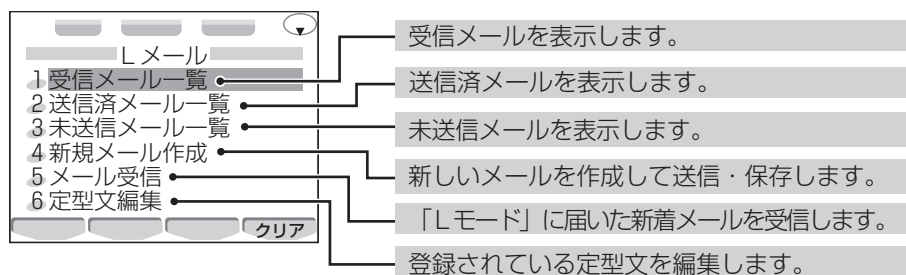 Lメール
1 受信メール一覧
2 送信済メール一覧
3 未送信メール一覧
4 新規メール作成
5 メール受信
6 定型文編集
クリア
受信メールを表示します。
送信済メールを表示します。
未送信メールを表示します。
新しいメールを作成して送信・保存します。
「Lモード」に届いた新着メールを受信します。
登録されている定型文を編集します。